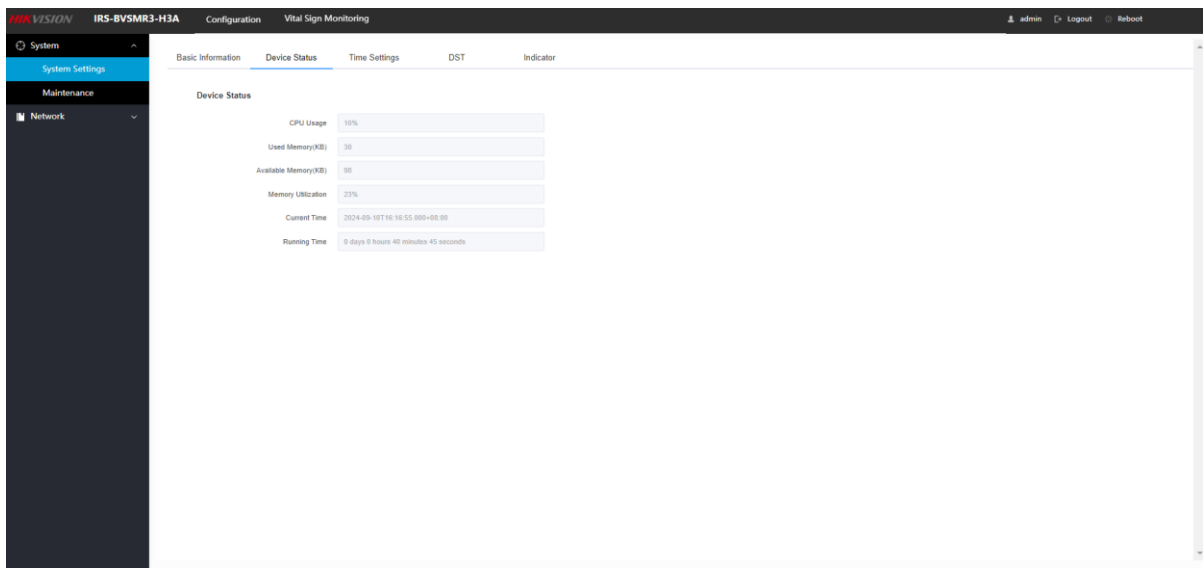 HIKVISION IRS-BVSMR3-H3A Configuration Vital Sign Monitoring admin Logout Reboot
System
System Settings
Maintenance
Network
Basic Information Device Status Time Settings DST Indicator
Device Status
CPU Usage 10%
Used Memory(KB) 30
Available Memory(KB) 98
Memory Utilization 23%
Current Time 2024-09-10T16:16:55.000+08:00
Running Time 0 days 0 hours 40 minutes 45 seconds